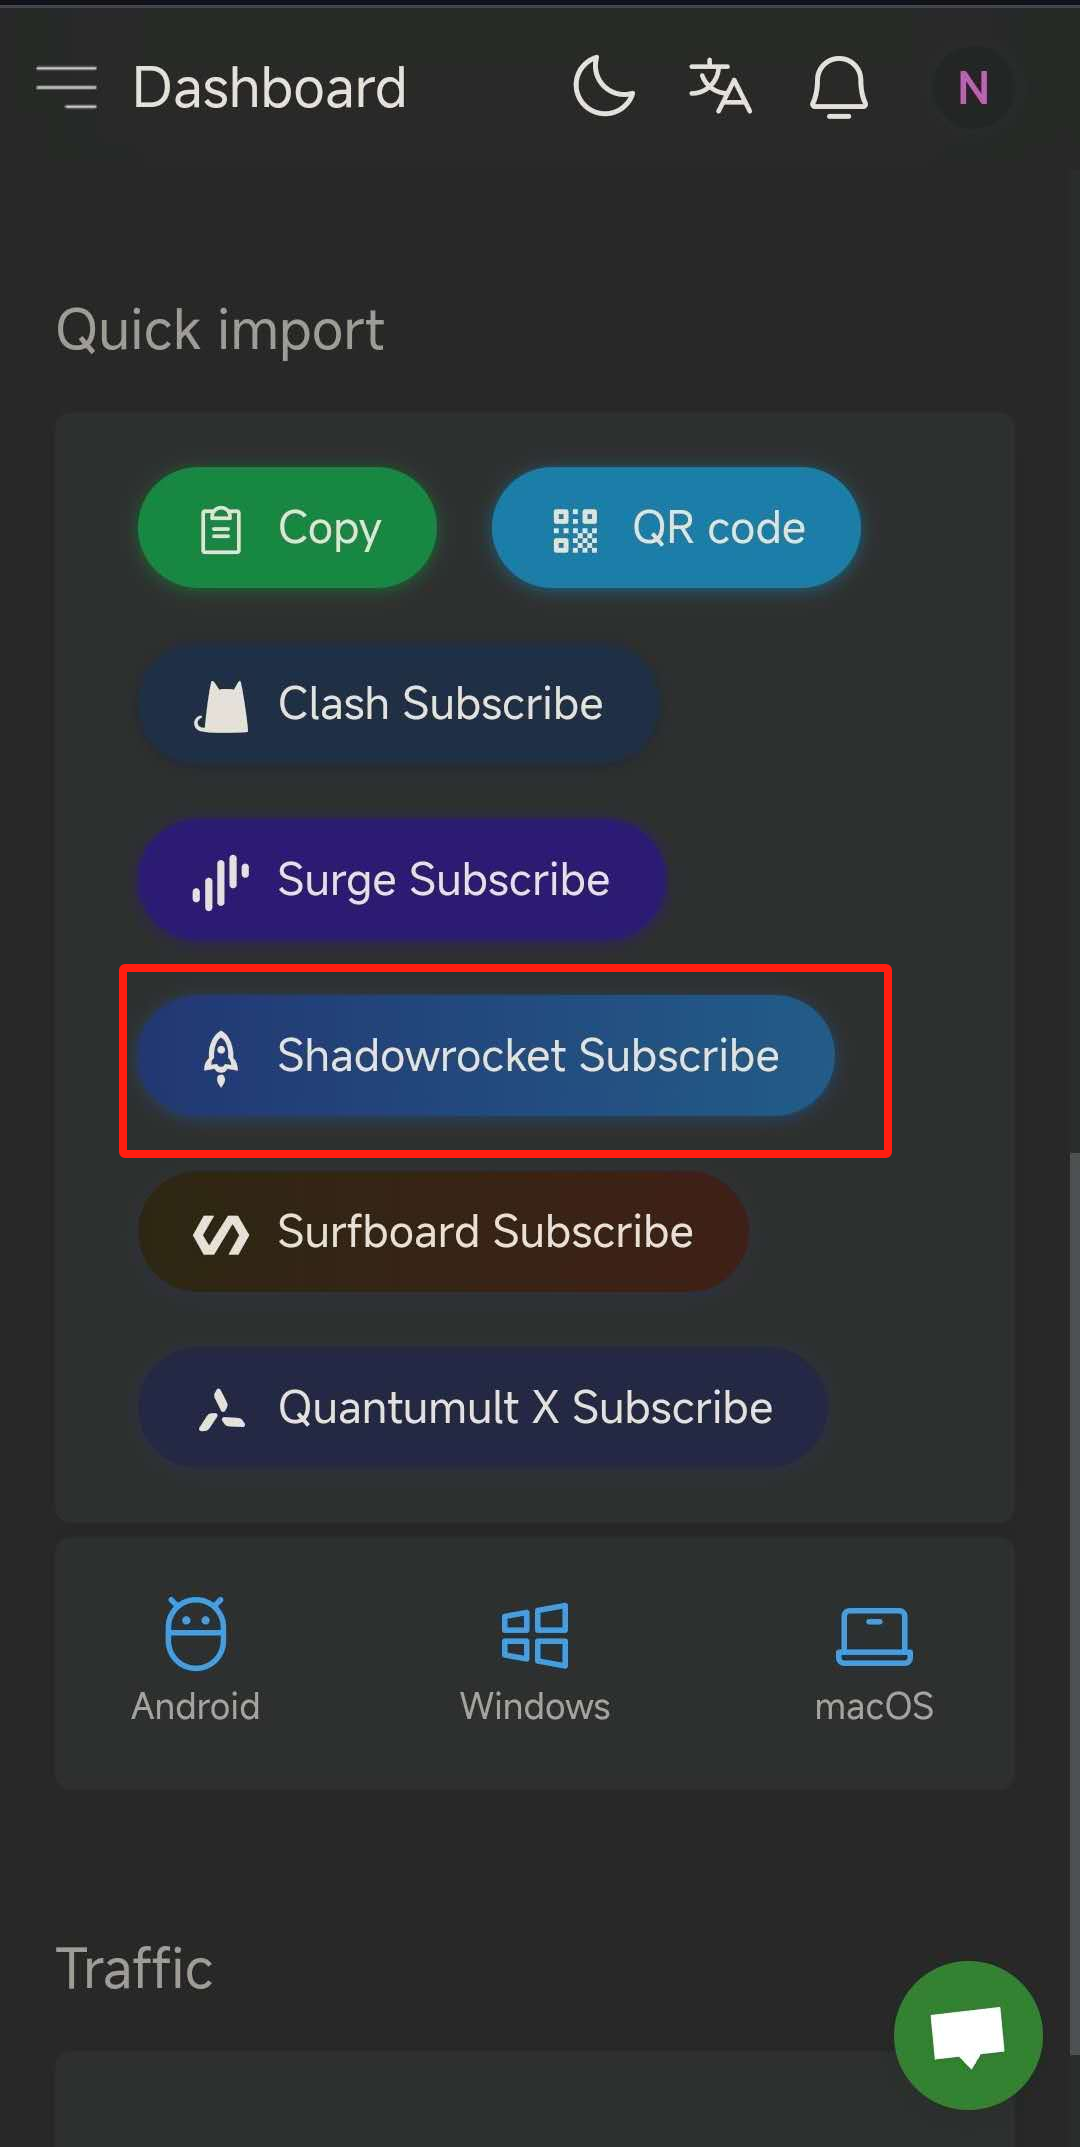 Dashboard
N
Quick import
Copy
QR code
Clash Subscribe
Surge Subscribe
Shadowrocket Subscribe
Surfboard Subscribe
Quantumult X Subscribe
Android
Windows
macOS
Traffic